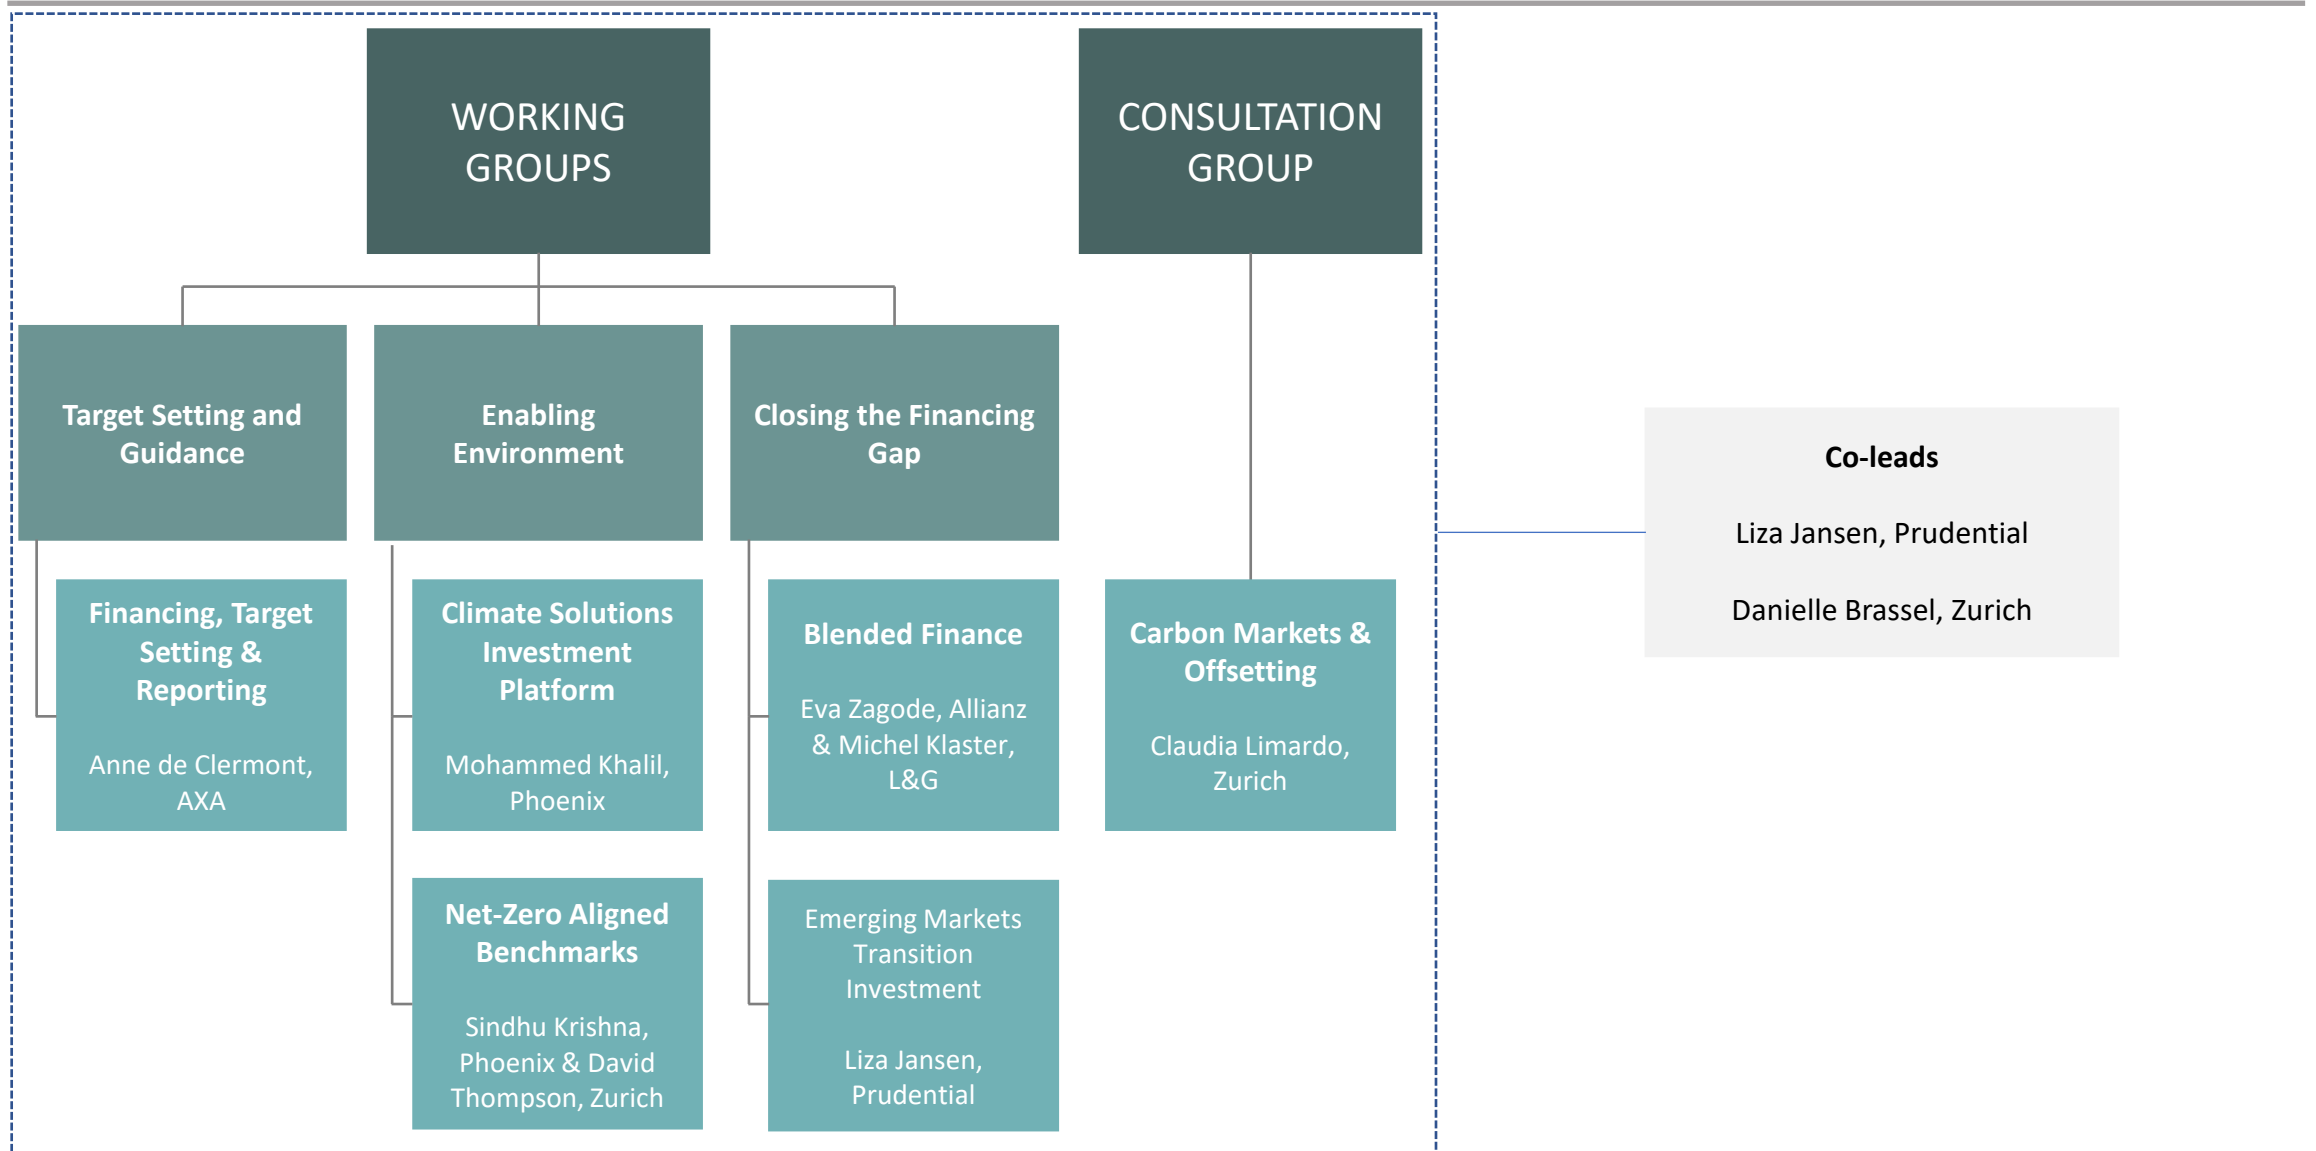 WORKING
GROUPS
CONSULTATION
GROUP
Target Setting and
Guidance
Enabling
Environment
Closing the Financing
Gap
Co-leads
Liza Jansen, Prudential
Danielle Brassel, Zurich
Financing, Target
Setting &
Reporting
Anne de Clermont,
AXA
Climate Solutions
Investment
Platform
Mohammed Khalil,
Phoenix
Blended Finance
Eva Zagode, Allianz
& Michel Klaster,
L&G
Carbon Markets &
Offsetting
Claudia Limardo,
Zurich
Net-Zero Aligned
Benchmarks
Sindhu Krishna,
Phoenix & David
Thompson, Zurich
Emerging Markets
Transition
Investment
Liza Jansen,
Prudential